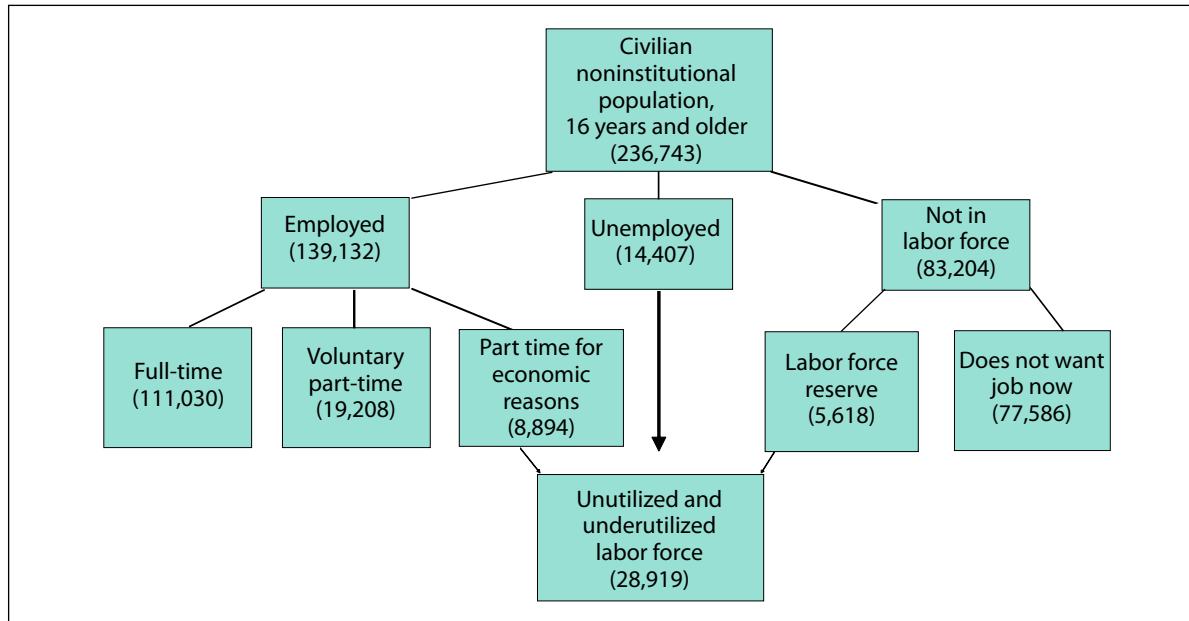 Civilian
noninstitutional
population,
16 years and older
(236,743)
Employed
(139,132)
Unemployed
(14,407)
Not in
labor force
(83,204)
Full-time
(111,030)
Voluntary
part-time
(19,208)
Part time for
economic
reasons
(8,894)
Labor force
reserve
(5,618)
Does not want
job now
(77,586)
Unutilized and
underutilized
labor force
(28,919)